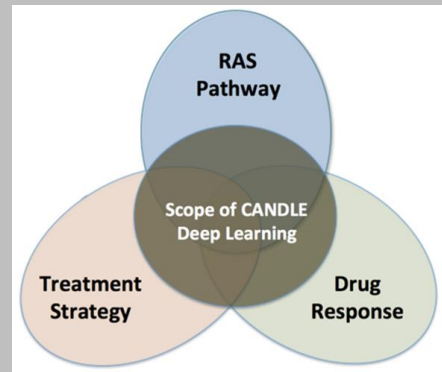 RAS
Pathway
Scope of CANDLE
Deep Learning
Treatment
Strategy
Drug
Response